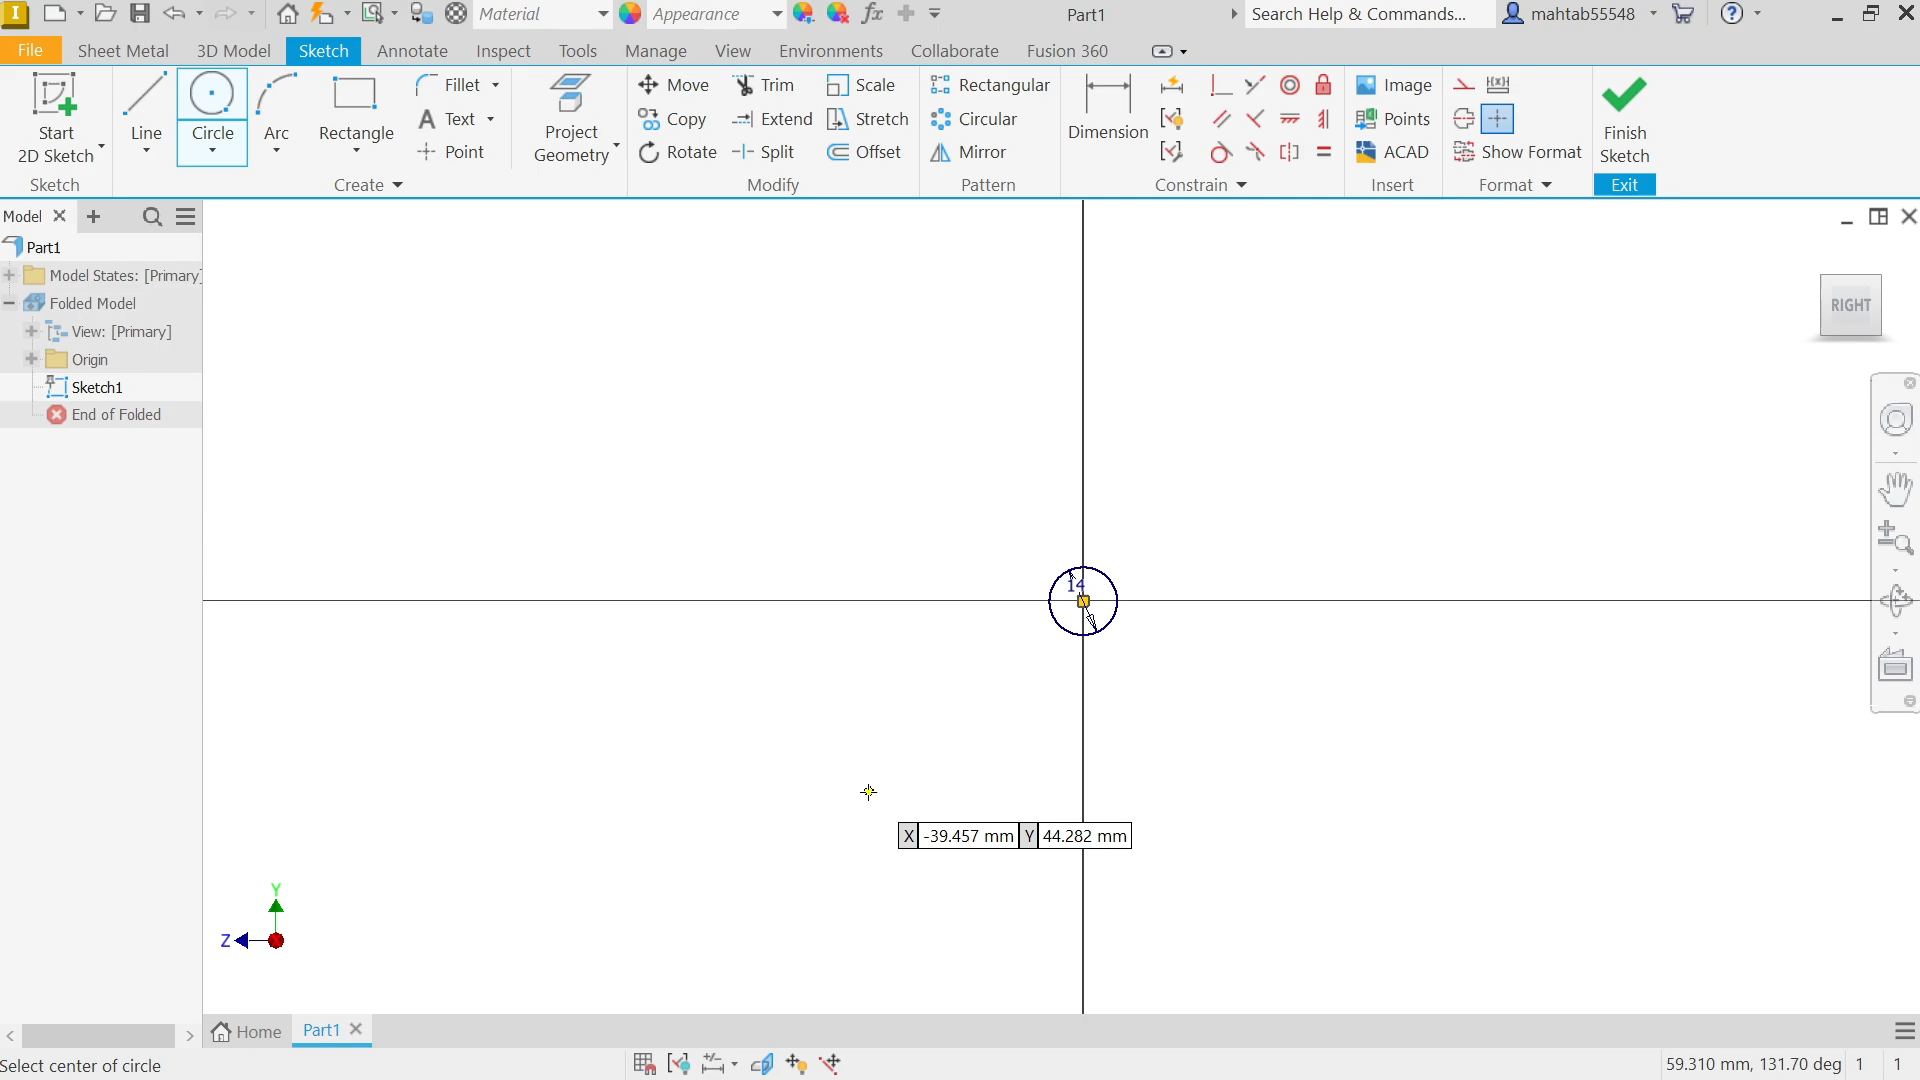 I Material Appearance fx Part1 Search Help & Commands... mahtab55548 ?
File Sheet Metal 3D Model Sketch Annotate Inspect Tools Manage View Environments Collaborate Fusion 360
Start
2D Sketch
Line
Circle
Arc
Rectangle
Fillet
Text
Point
Project
Geometry
Move Trim Scale
Copy Extend Stretch
Rotate Split Offset
Rectangular
Circular
Mirror
Dimension
Image
Points
ACAD
Show Format
Finish
Sketch
Sketch Create Modify Pattern Constrain Insert Format Exit
Model
Part1
Model States: [Primary]
Folded Model
View: [Primary]
Origin
Sketch1
End of Folded
RIGHT
14
X -39.457 mm Y 44.282 mm
Y
Z
Home Part1
Select center of circle
59.310 mm, 131.70 deg 1 1